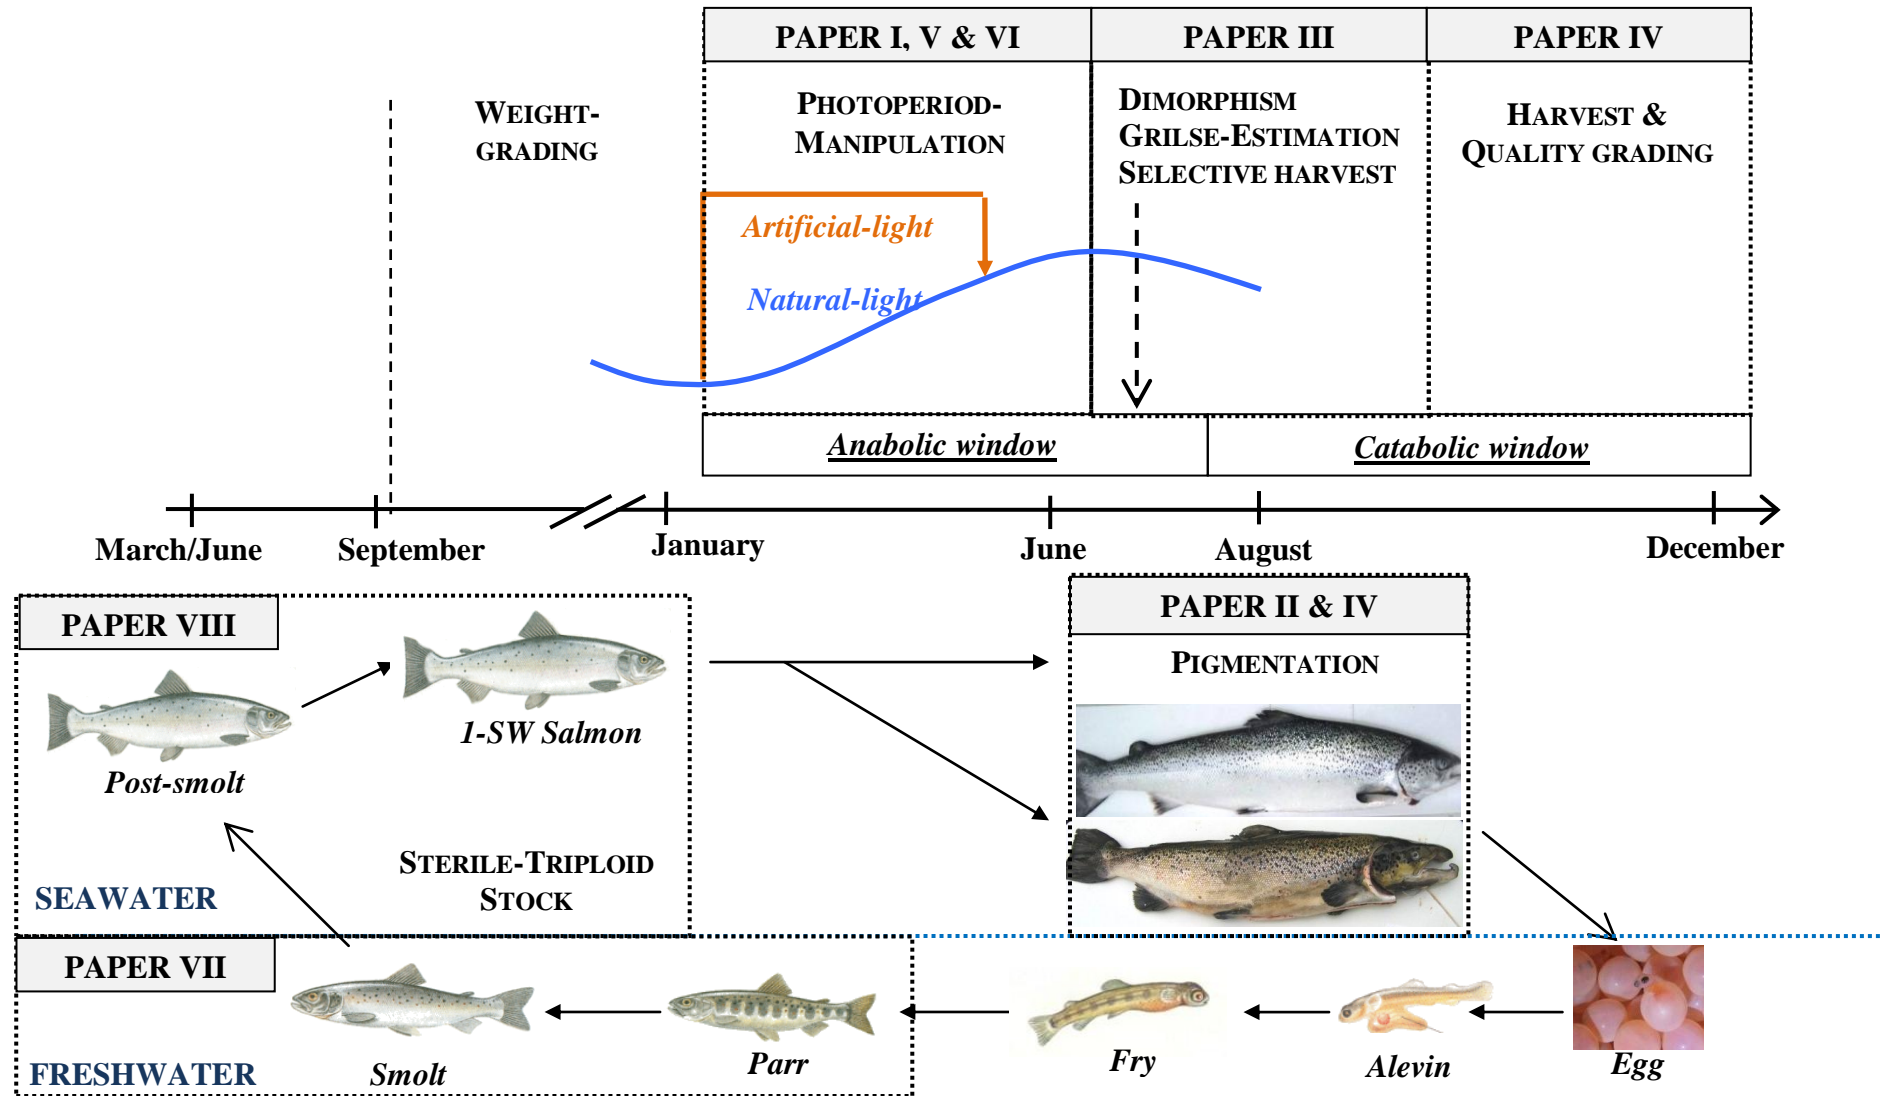 PAPER I, V & VI
PAPER III
PAPER IV
WEIGHT-
GRADING
PHOTOPERIOD-
MANIPULATION
DIMORPHISM
GRILSE-ESTIMATION
SELECTIVE HARVEST
HARVEST &
QUALITY GRADING
Artificial-light
Natural-light
Anabolic window
Catabolic window
March/June
September
January
June
August
December
PAPER VIII
1-SW Salmon
Post-smolt
STERILE-TRIPLOID
STOCK
SEAWATER
PAPER II & IV
PIGMENTATION
PAPER VII
FRESHWATER
Smolt
Parr
Fry
Alevin
Egg